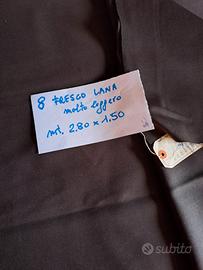 8 FRESCO LANA
molto leggero
mt. 2.80 x 1.50
subito